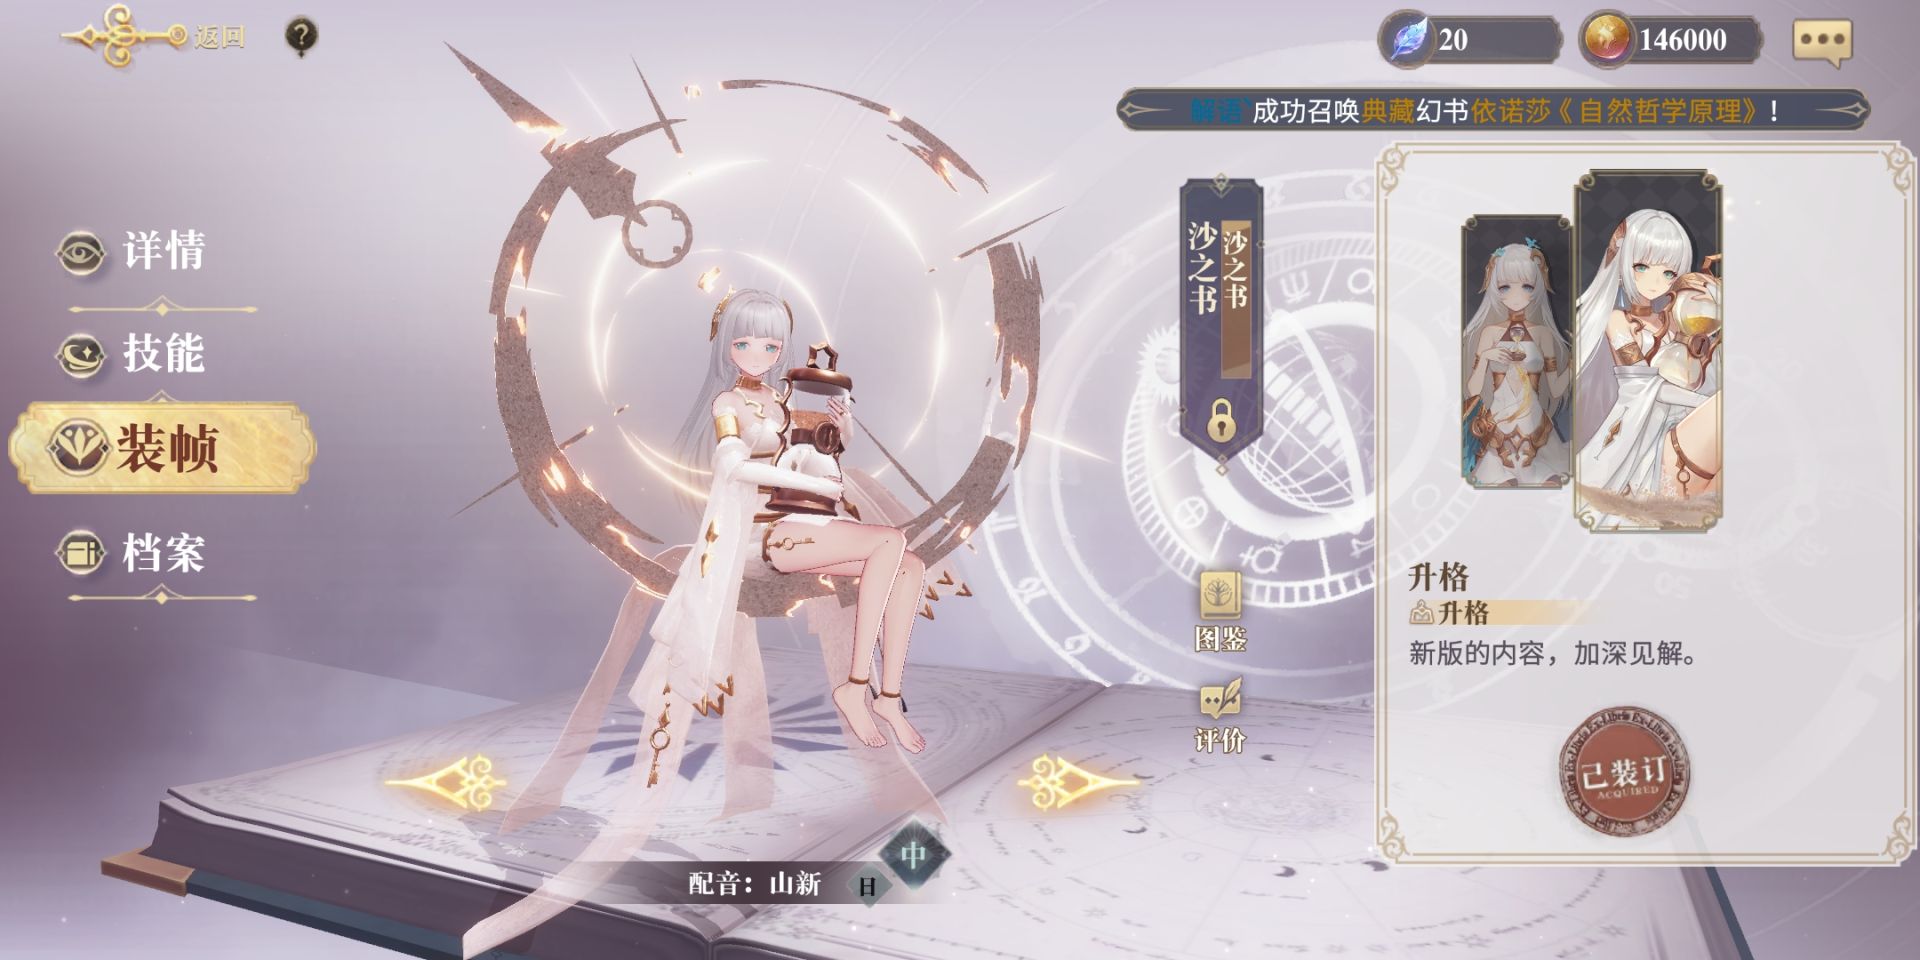 返回
?
20
146000
解语`成功召唤典藏幻书依诺莎《自然哲学原理》！
详情
技能
装帧
档案
沙之书
沙之书
图鉴
评价
升格
升格
新版的内容，加深见解。
已装订
ACQUIRED
配音：山新
中
日